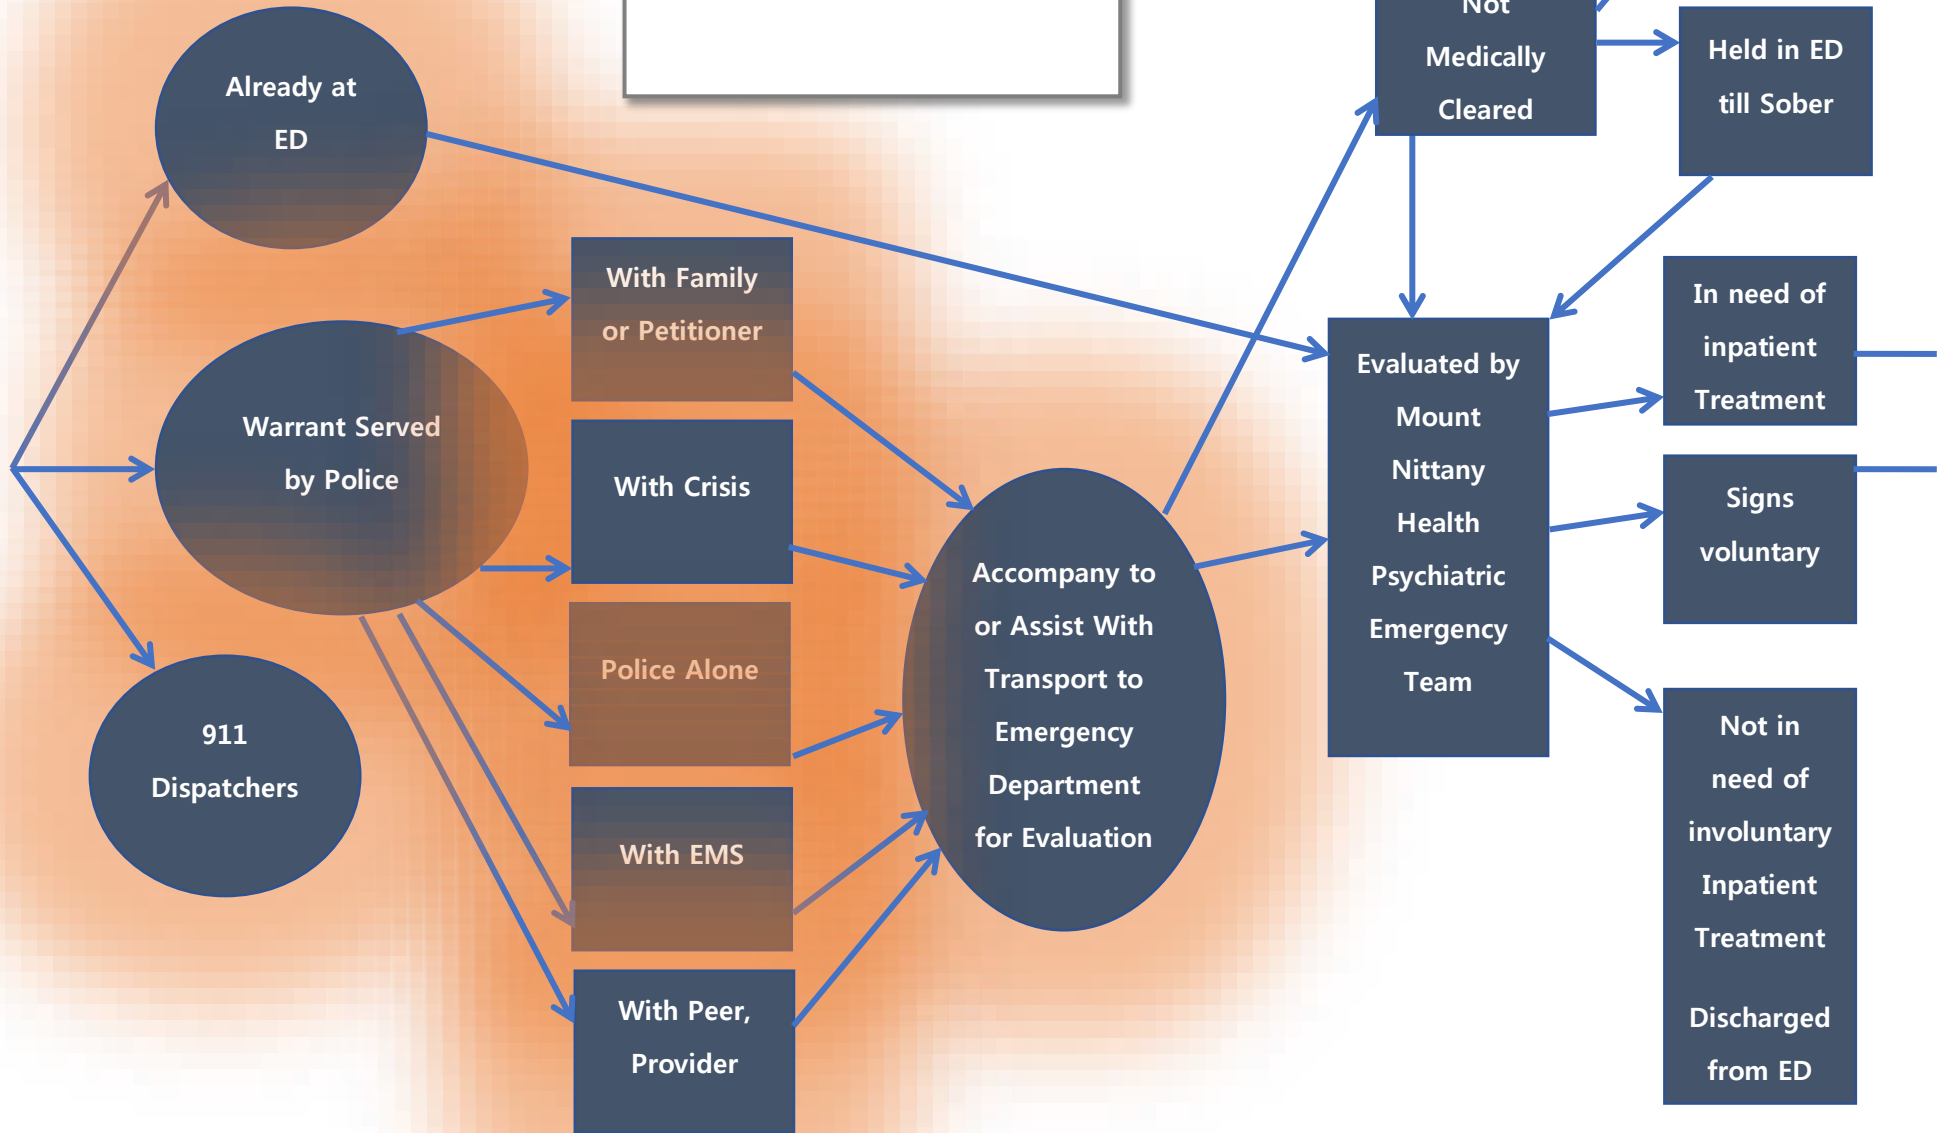 Already at
ED
Warrant Served
by Police
911
Dispatchers
With Family
or Petitioner
With Crisis
Police Alone
With EMS
With Peer,
Provider
Accompany to
or Assist With
Transport to
Emergency
Department
for Evaluation
Not
Medically
Cleared
Held in ED
till Sober
Evaluated by
Mount
Nittany
Health
Psychiatric
Emergency
Team
In need of
inpatient
Treatment
Signs
voluntary
Not in
need of
involuntary
Inpatient
Treatment
Discharged
from ED